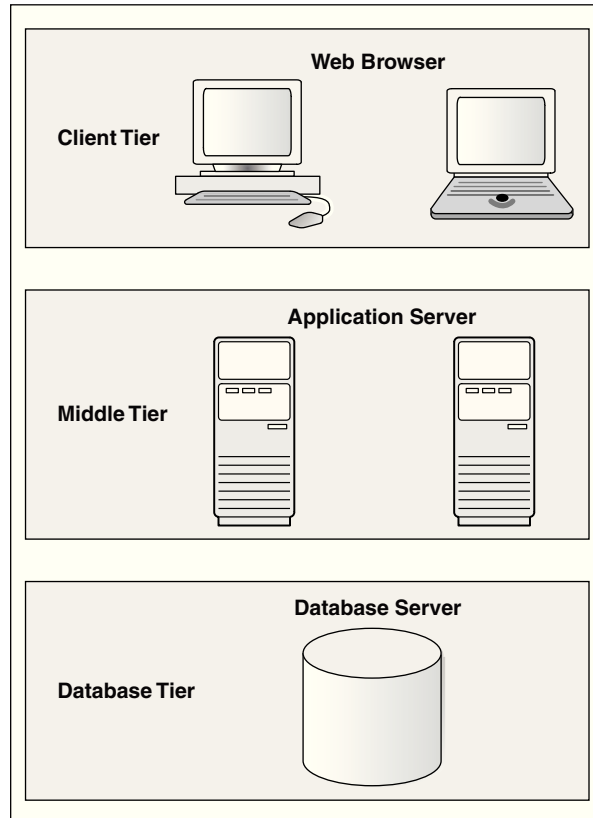 Web Browser
Client Tier
Application Server
Middle Tier
Database Server
Database Tier